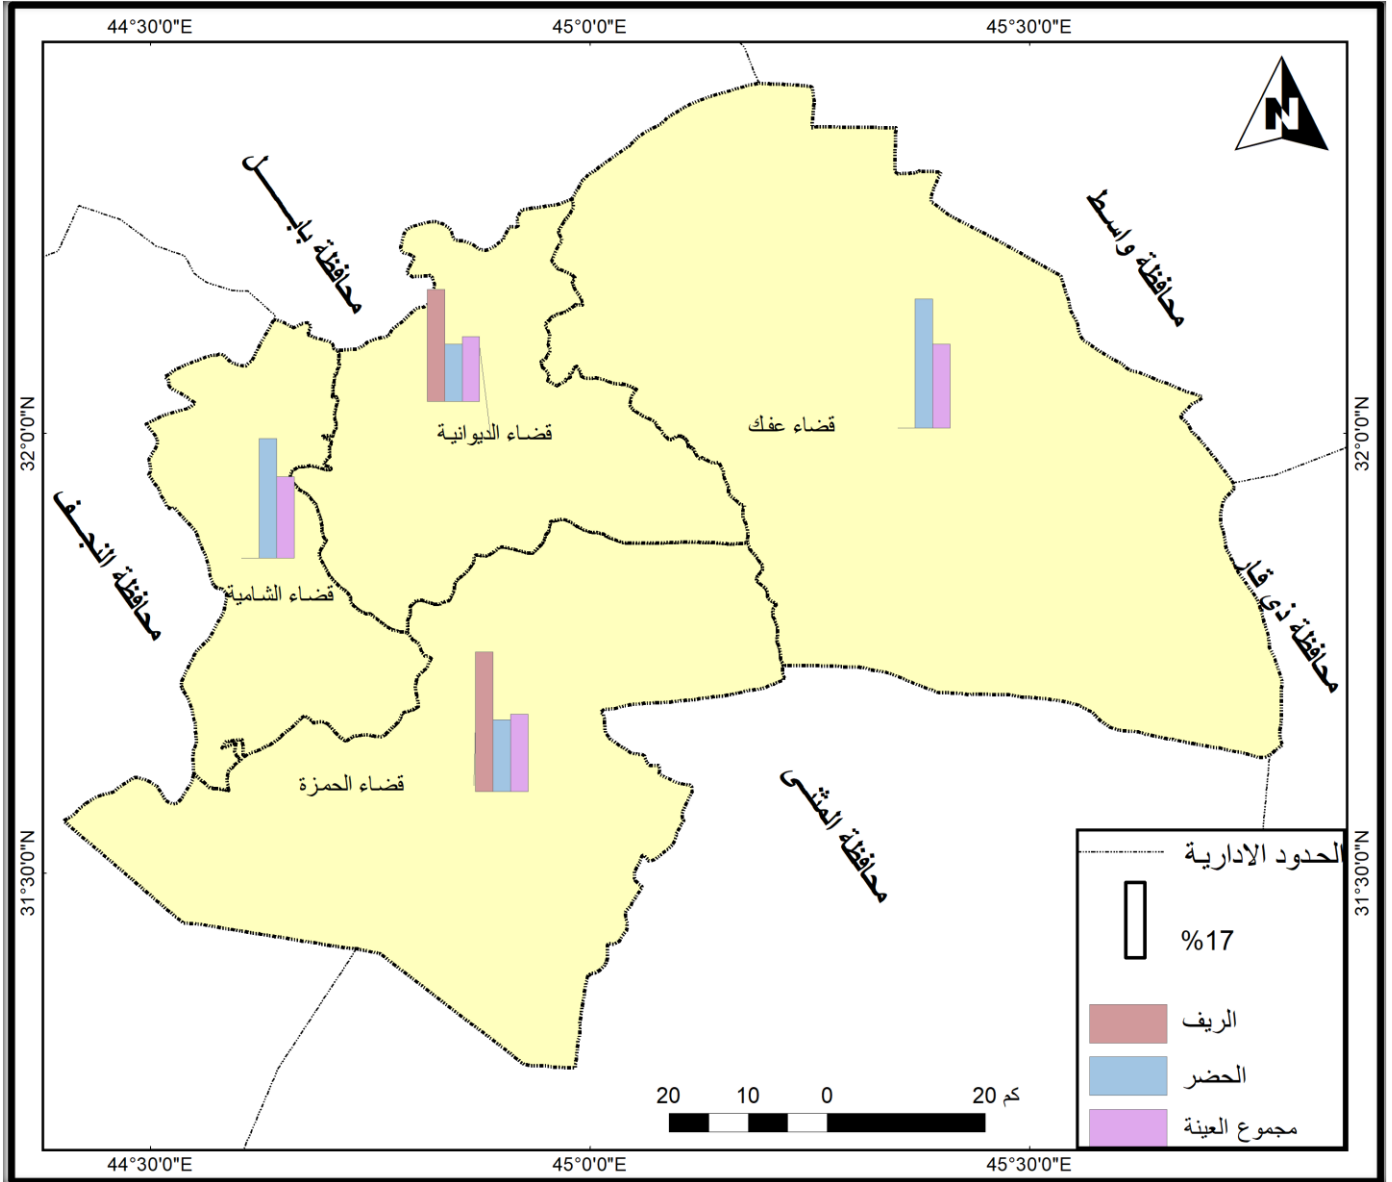 44°30'0"E 45°0'0"E 45°30'0"E
N
محافظة بابـــــــل
محافظة واسط
قضاء عفك
قضاء الديوانية
32°0'0"N 32°0'0"N
محافظة النجـــف
محافظة ذي قار
قضاء الشامية
قضاء الحمزة
محافظة المثنـــى
31°30'0"N 31°30'0"N
الحدود الادارية
%17
الريف
الحضر
مجموع العينة
20 10 0 20 كم
44°30'0"E 45°0'0"E 45°30'0"E